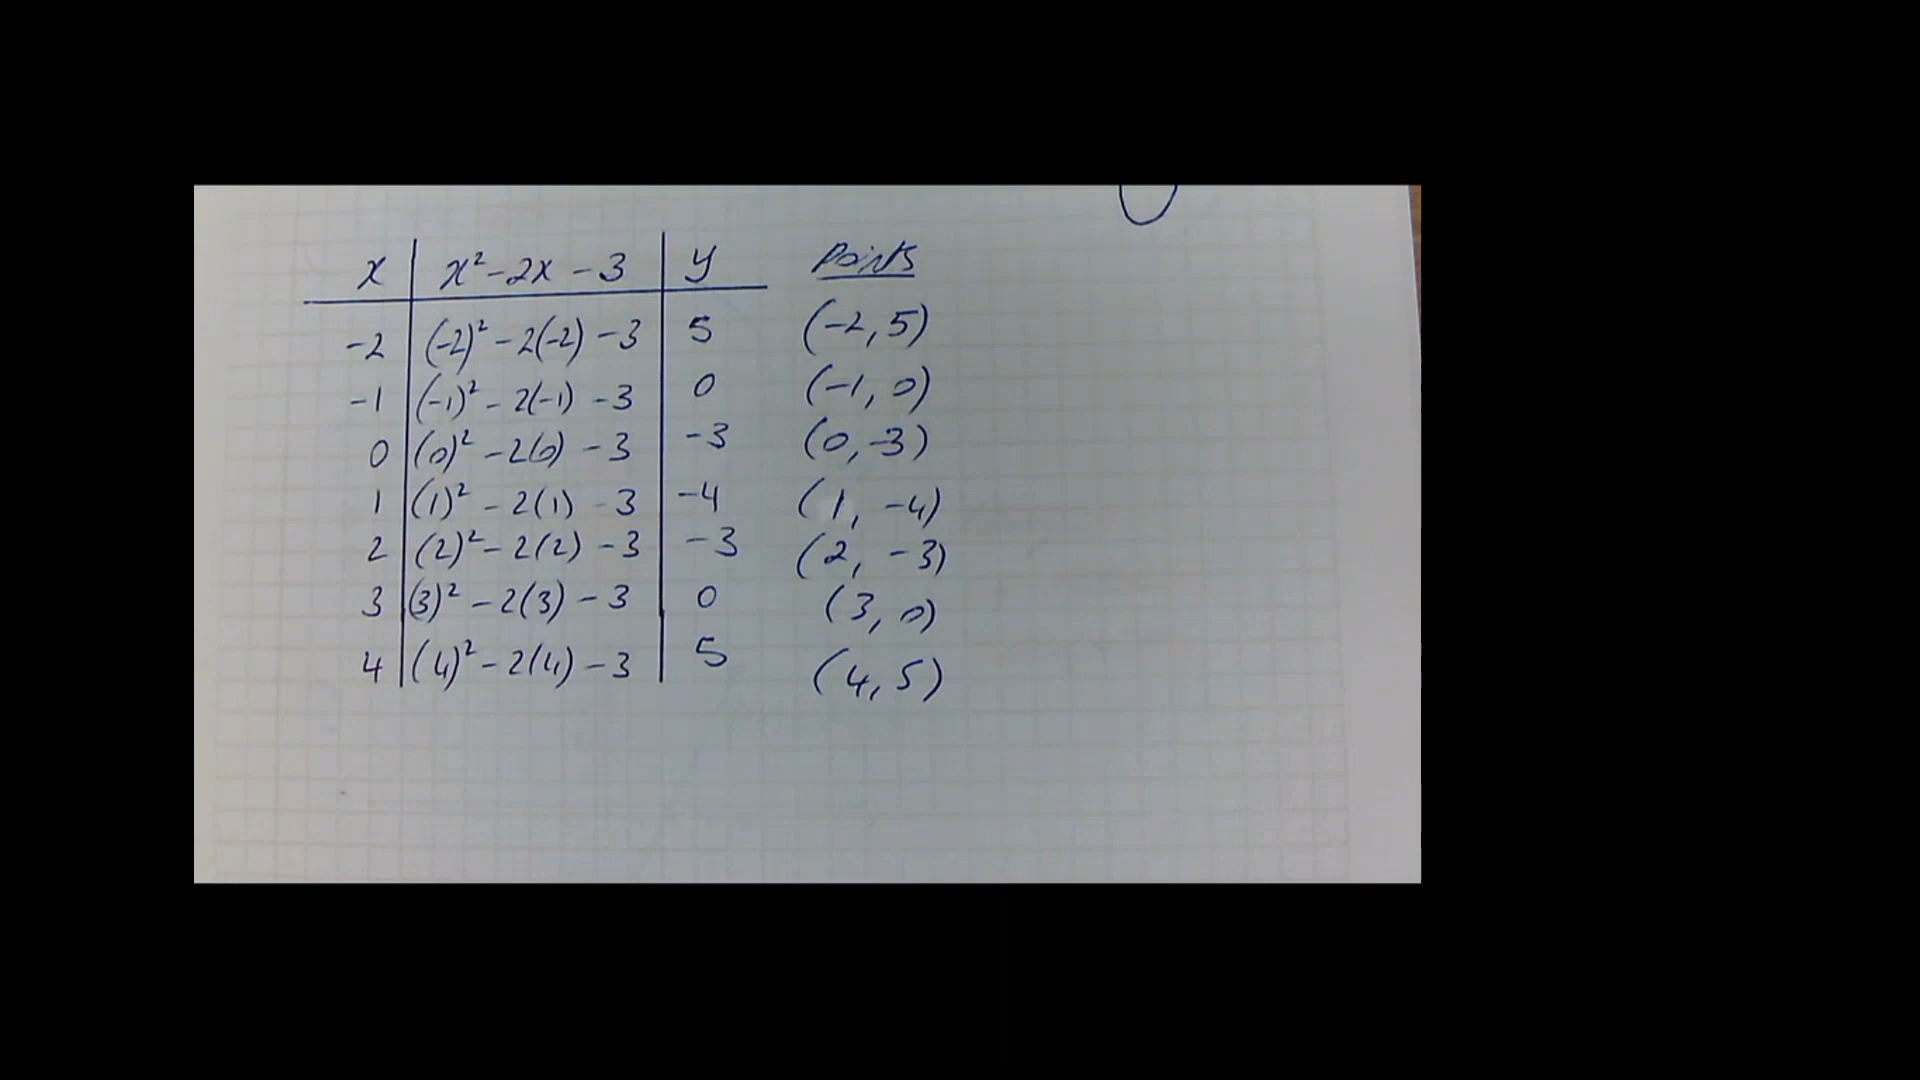 x | x² - 2x - 3 | y Points
-2 | (-2)² - 2(-2) - 3 | 5 (-2, 5)
-1 | (-1)² - 2(-1) - 3 | 0 (-1, 0)
0 | (0)² - 2(0) - 3 | -3 (0, -3)
1 | (1)² - 2(1) - 3 | -4 (1, -4)
2 | (2)² - 2(2) - 3 | -3 (2, -3)
3 | (3)² - 2(3) - 3 | 0 (3, 0)
4 | (4)² - 2(4) - 3 | 5 (4, 5)